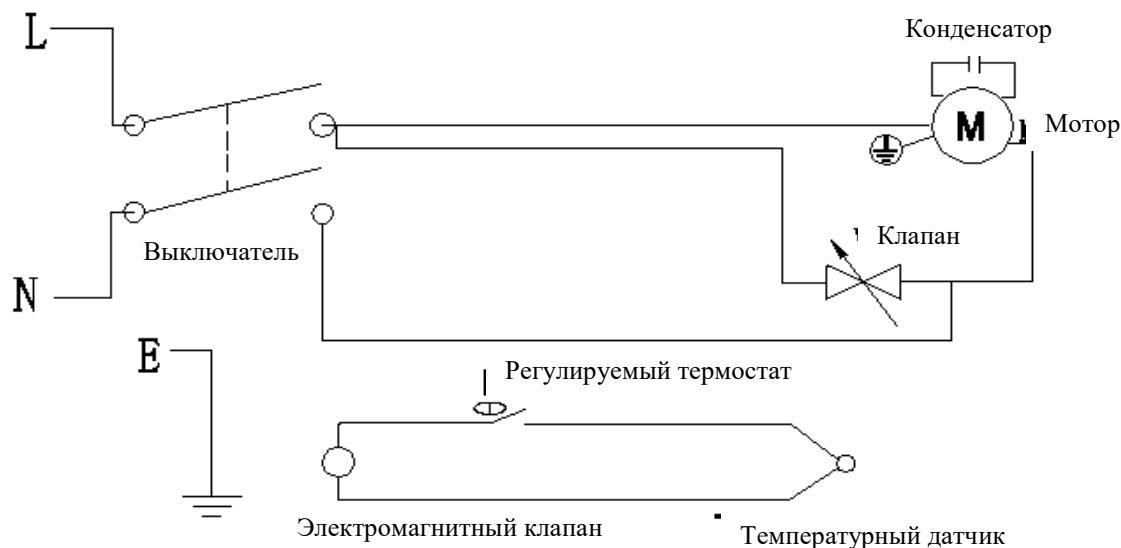 L
Конденсатор
M
Мотор
Выключатель
Клапан
N
E
Регулируемый термостат
Электромагнитный клапан
Температурный датчик